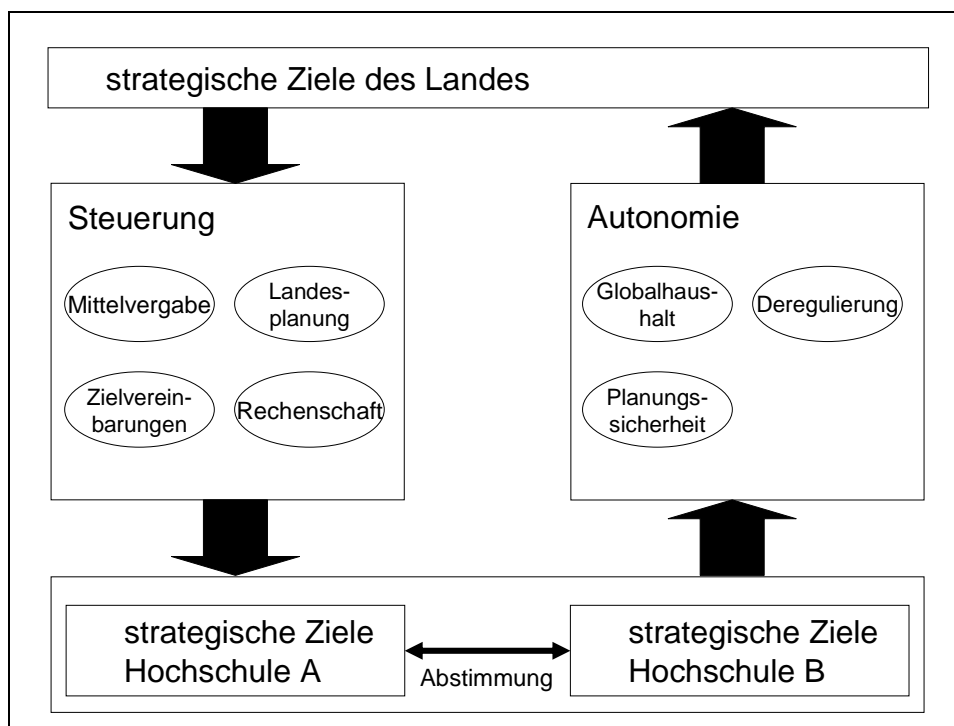 strategische Ziele des Landes
Steuerung
Mittelvergabe
Landes-
planung
Zielverein-
barungen
Rechenschaft
Autonomie
Globalhaus-
halt
Deregulierung
Planungs-
sicherheit
strategische Ziele
Hochschule A
Abstimmung
strategische Ziele
Hochschule B